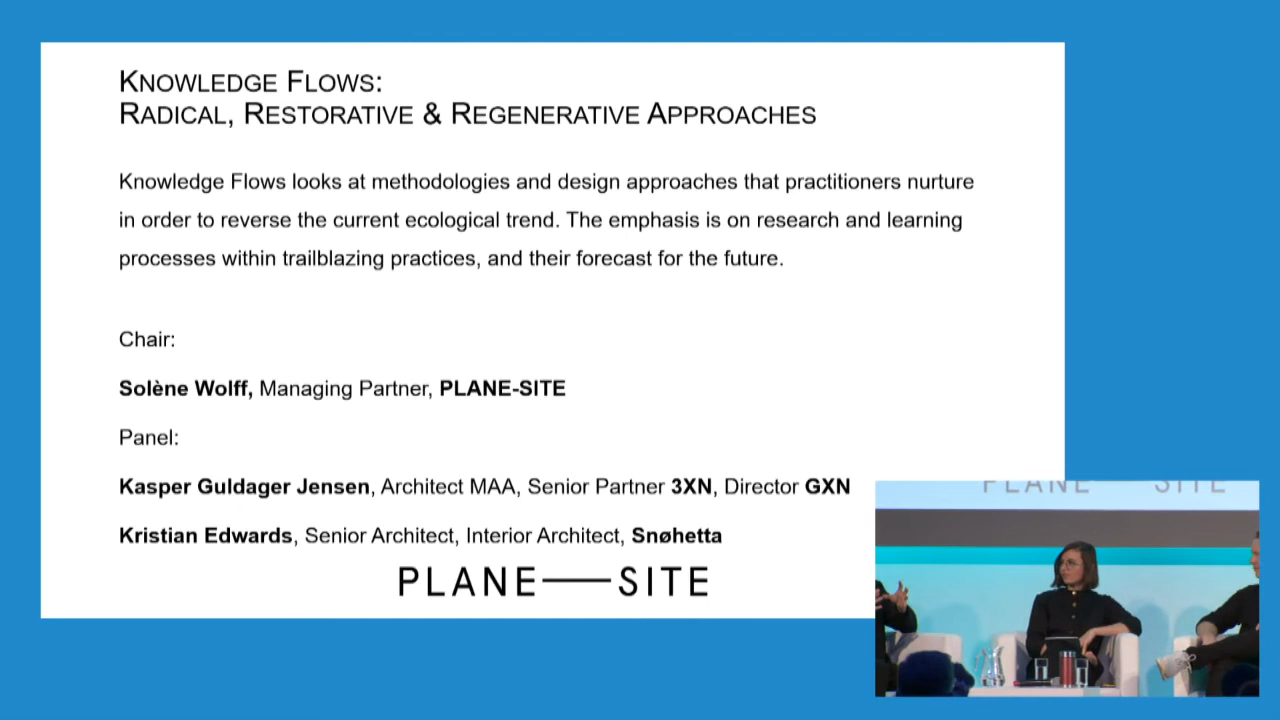 KNOWLEDGE FLOWS:
RADICAL, RESTORATIVE & REGENERATIVE APPROACHES
Knowledge Flows looks at methodologies and design approaches that practitioners nurture
in order to reverse the current ecological trend. The emphasis is on research and learning
processes within trailblazing practices, and their forecast for the future.
Chair:
Solène Wolff, Managing Partner, PLANE-SITE
Panel:
Kasper Guldager Jensen, Architect MAA, Senior Partner 3XN, Director GXN
Kristian Edwards, Senior Architect, Interior Architect, Snøhetta
PLANE—SITE
PLANE SITE